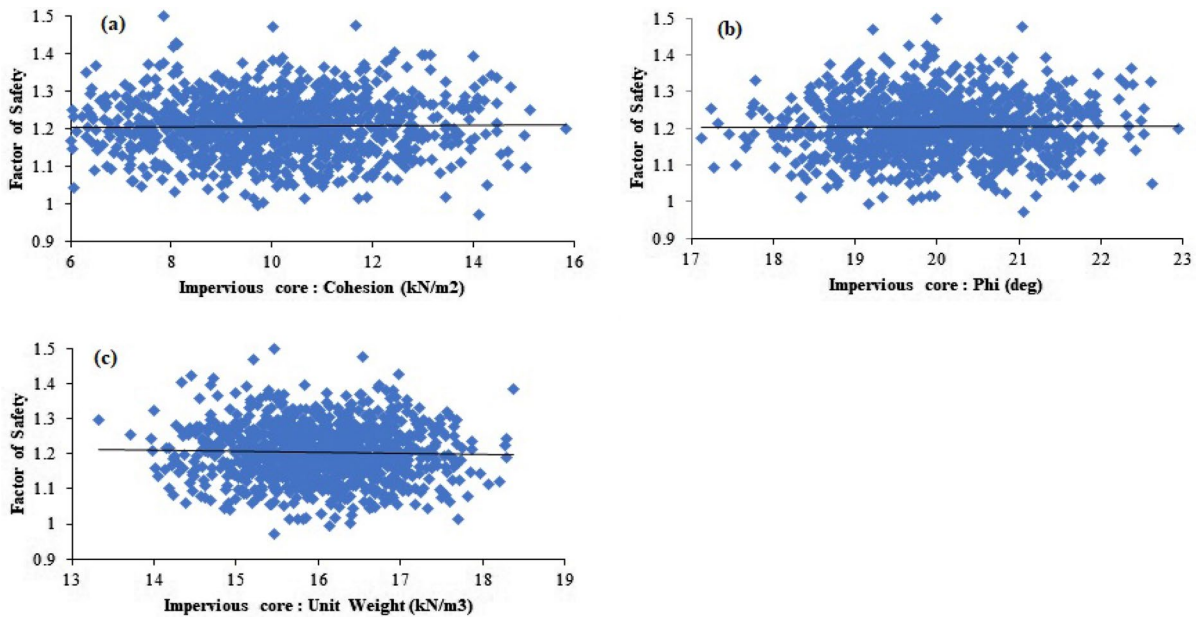 (a)
1.5
1.4
1.3
1.2
1.1
1
0.9
Factor of Safety
6 8 10 12 14 16
Impervious core : Cohesion (kN/m2)
(b)
1.5
1.4
1.3
1.2
1.1
1
0.9
Factor of Safety
17 18 19 20 21 22 23
Impervious core : Phi (deg)
(c)
1.5
1.4
1.3
1.2
1.1
1
0.9
Factor of Safety
13 14 15 16 17 18 19
Impervious core : Unit Weight (kN/m3)